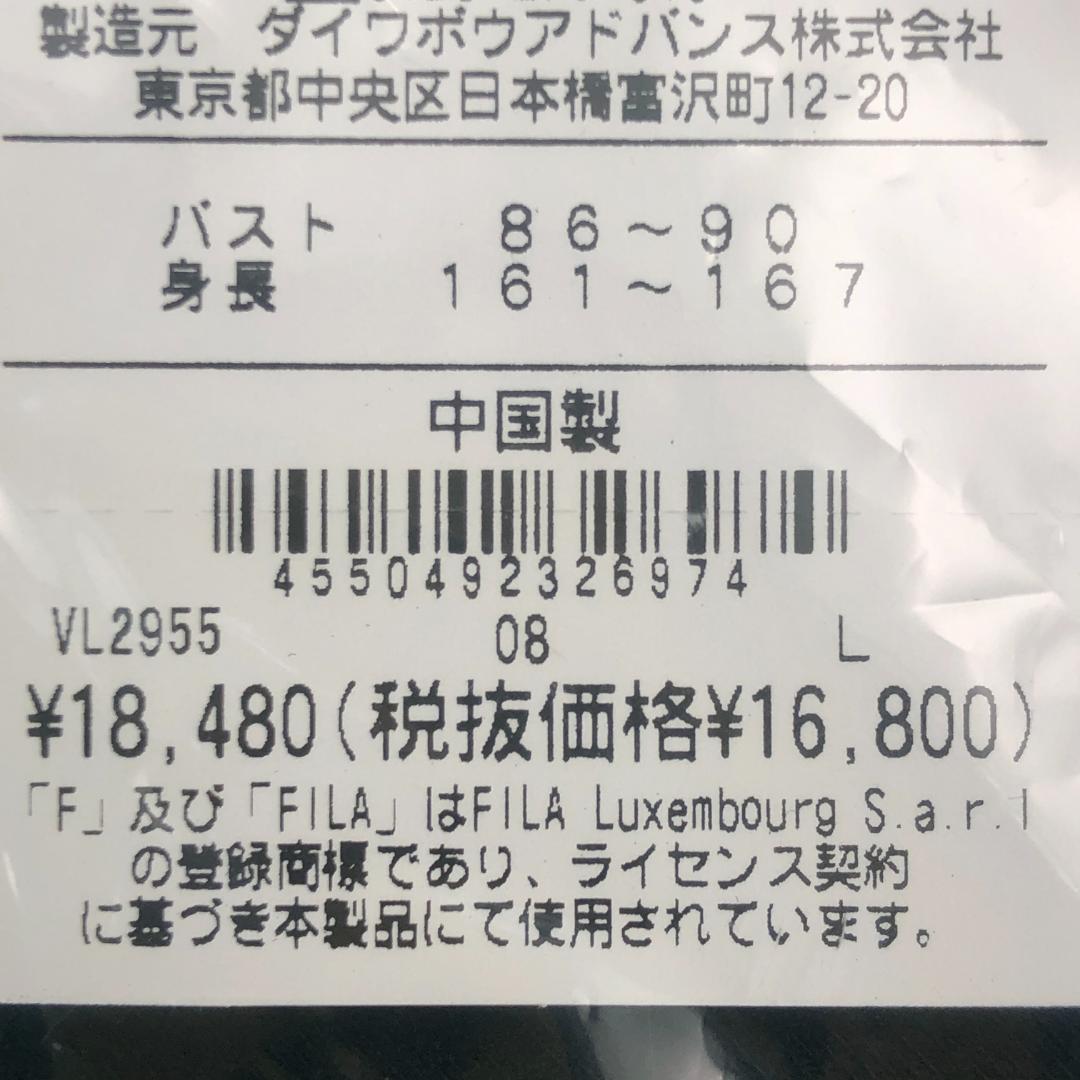 製造元　ダイワボウアドバンス株式会社
東京都中央区日本橋富沢町12-20
バスト　86～90
身長　161～167
中国製
4550492326974
VL2955　08　L
¥18,480(税抜価格¥16,800)
「F」及び「FILA」はFILA Luxembourg S.a.r.l
の登録商標であり、ライセンス契約
に基づき本製品にて使用されています。